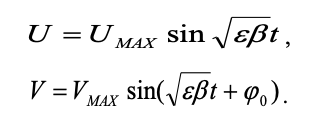 U = U_MAX sin √εβ t ,
V = V_MAX sin(√εβ t + φ₀) .